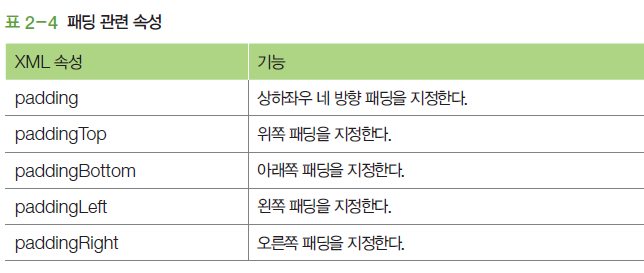 표 2-4 패딩 관련 속성
XML 속성 기능
padding 상하좌우 네 방향 패딩을 지정한다.
paddingTop 위쪽 패딩을 지정한다.
paddingBottom 아래쪽 패딩을 지정한다.
paddingLeft 왼쪽 패딩을 지정한다.
paddingRight 오른쪽 패딩을 지정한다.